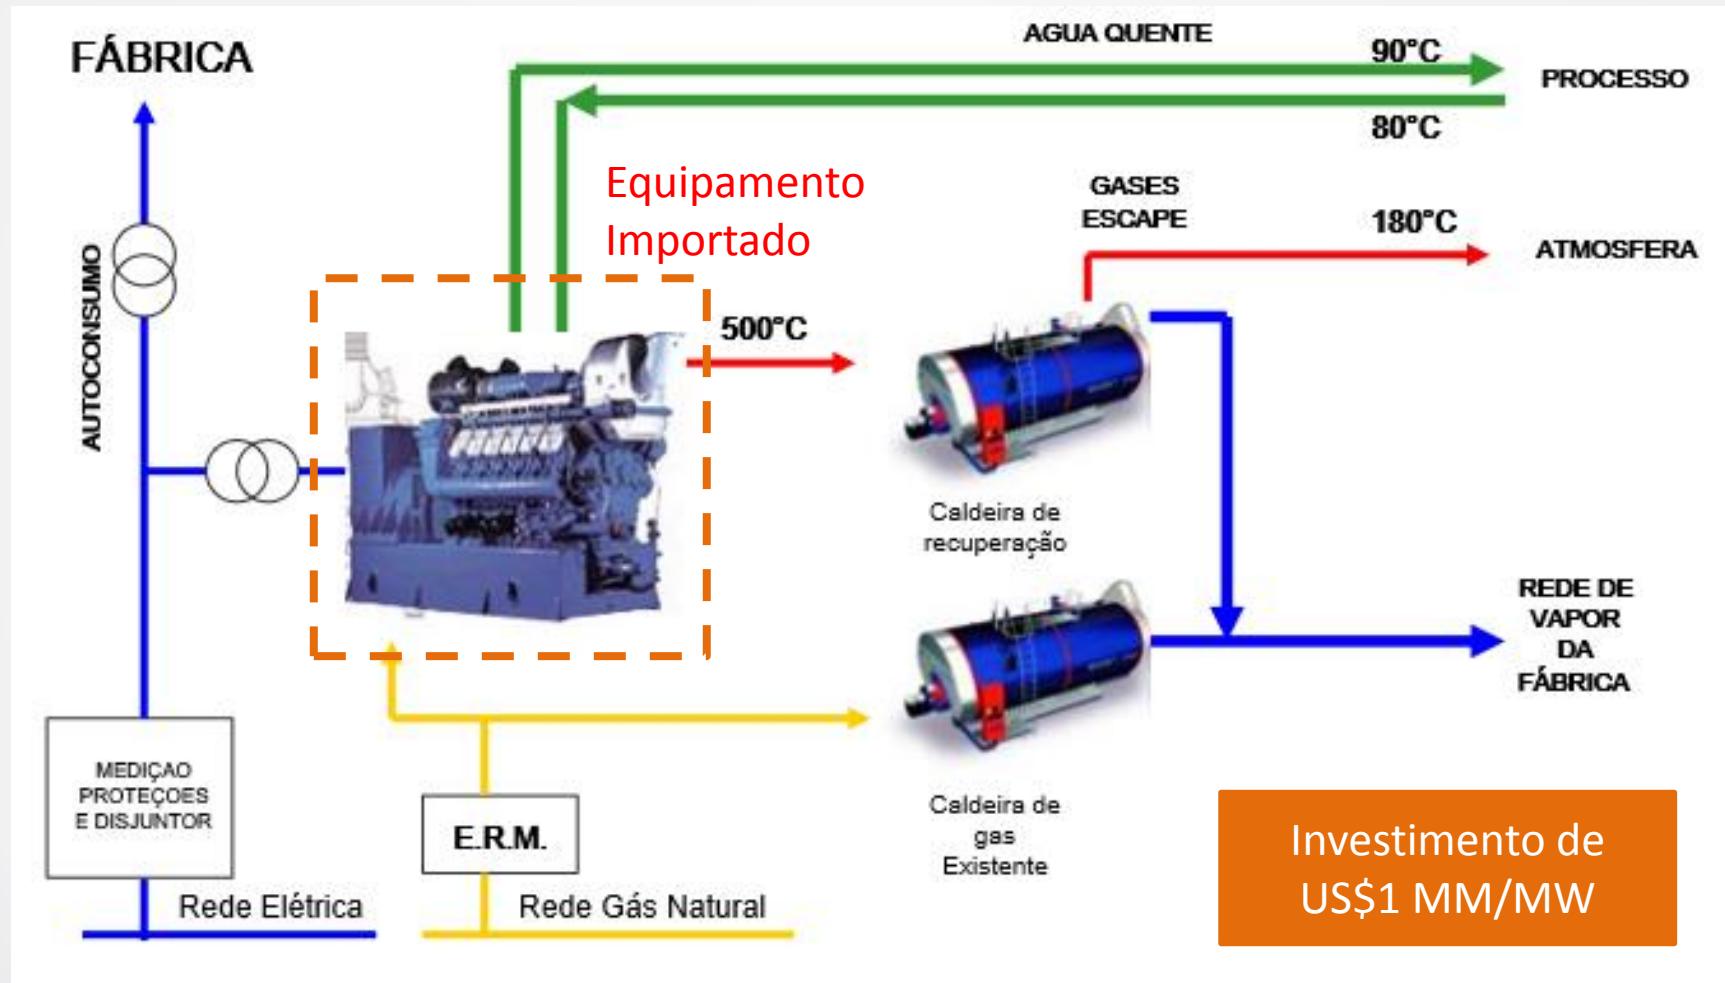 FÁBRICA
AGUA QUENTE
90°C
PROCESSO
80°C
Equipamento
Importado
GASES
ESCAPE
180°C
ATMOSFERA
AUTOCONSUMO
500°C
Caldeira de
recuperação
REDE DE
VAPOR
DA
FÁBRICA
MEDIÇAO
PROTEÇOES
E DISJUNTOR
E.R.M.
Caldeira de
gas
Existente
Investimento de
US$1 MM/MW
Rede Elétrica
Rede Gás Natural